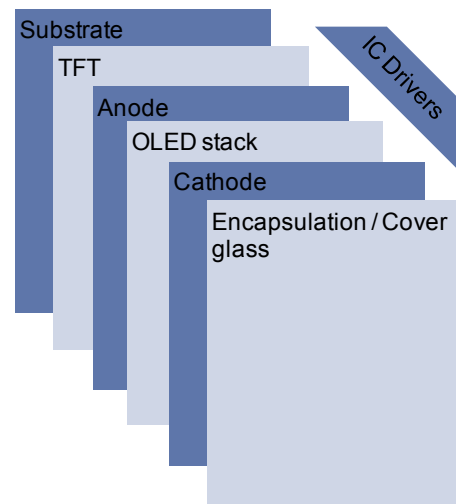 Substrate
TFT
Anode
OLED stack
Cathode
Encapsulation / Cover
glass
IC Drivers